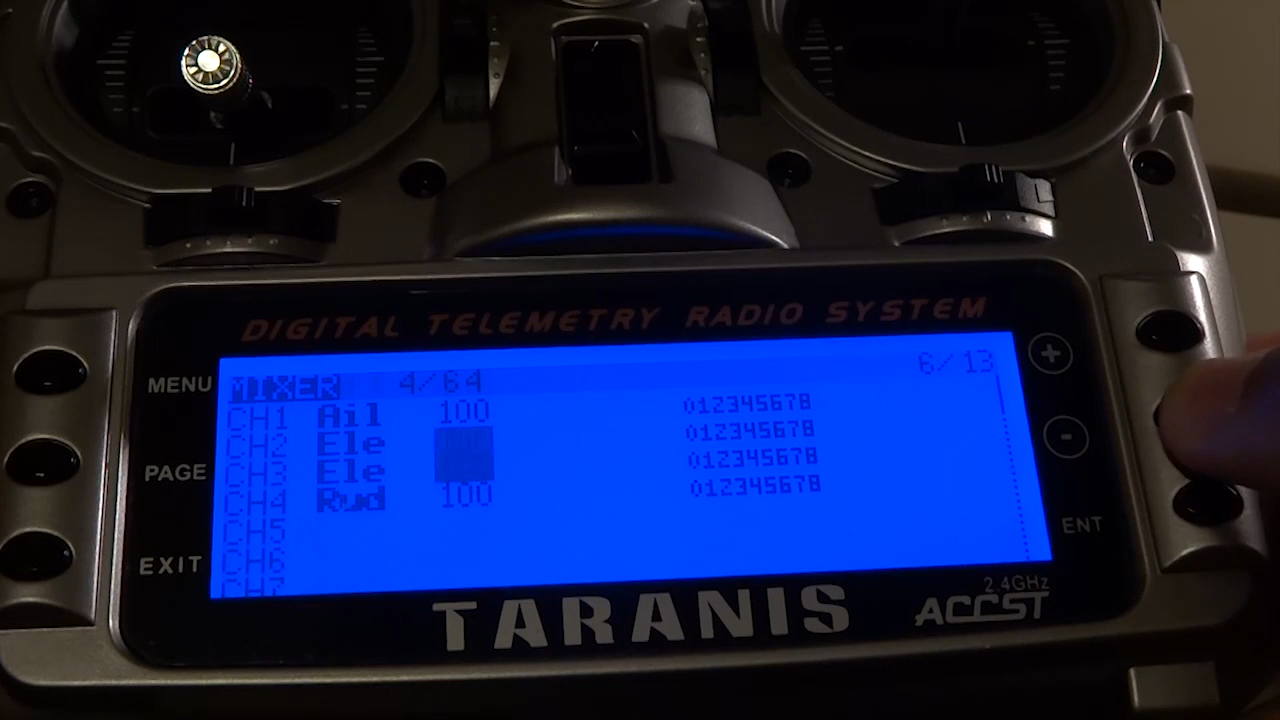 DIGITAL TELEMETRY RADIO SYSTEM
MENU
PAGE
EXIT
MIXER 4/64 6/13
CH1 Ail 100 012345678
CH2 Ele 012345678
CH3 Ele 012345678
CH4 Rud 100 012345678
CH5
CH6
CH7
+
-
ENT
TARANIS
2.4GHz
ACCST